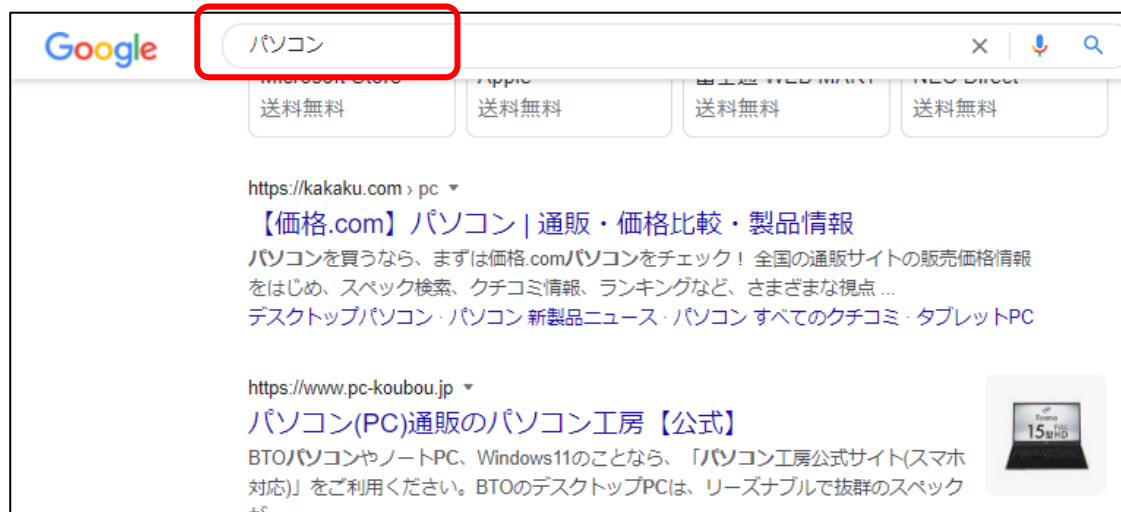 Google
パソコン
Microsoft Store Apple 富士通 WEB MART NEC Direct
送料無料 送料無料 送料無料 送料無料
https://kakaku.com › pc
【価格.com】パソコン | 通販・価格比較・製品情報
パソコンを買うなら、まずは価格.comパソコンをチェック！ 全国の通販サイトの販売価格情報
をはじめ、スペック検索、クチコミ情報、ランキングなど、さまざまな視点 ...
デスクトップパソコン · パソコン 新製品ニュース · パソコン すべてのクチコミ · タブレットPC
https://www.pc-koubou.jp
パソコン(PC)通販のパソコン工房【公式】
BTOパソコンやノートPC、Windows11のことなら、「パソコン工房公式サイト(スマホ
対応)」をご利用ください。BTOのデスクトップPCは、リーズナブルで抜群のスペック
iiyama
15型 FULL HD